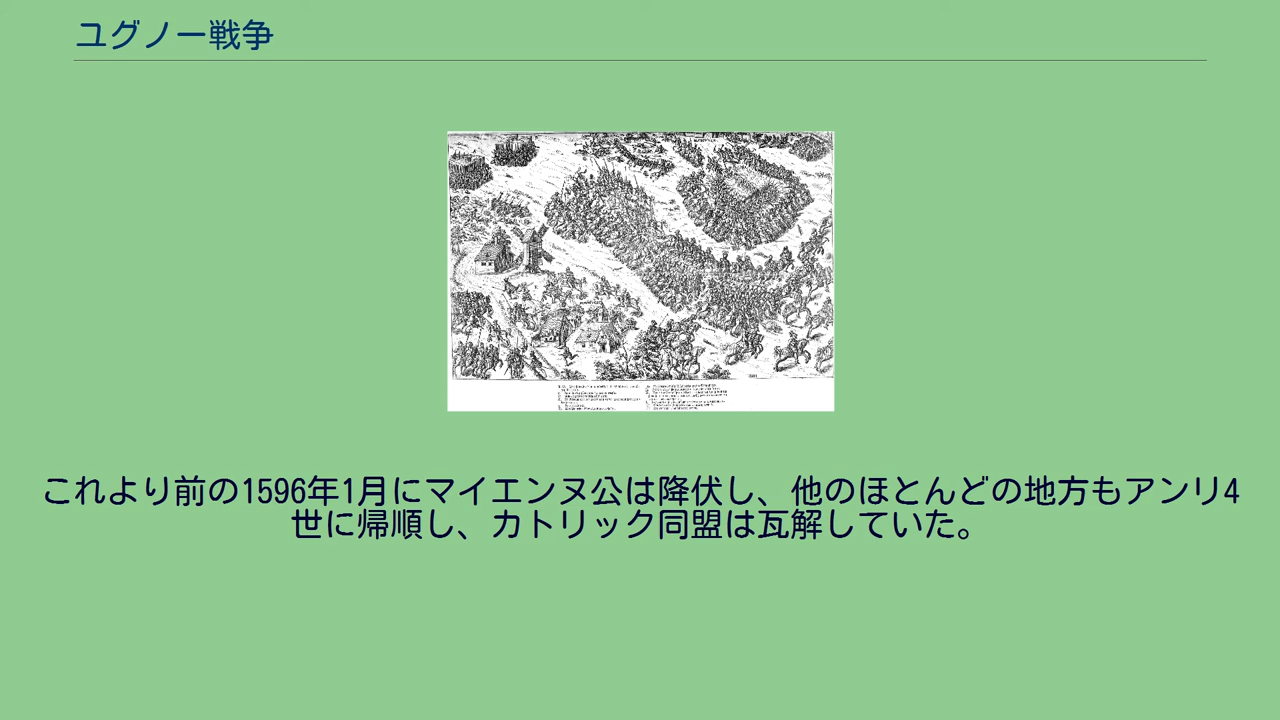 ユグノー戦争
これより前の1596年1月にマイエンヌ公は降伏し、他のほとんどの地方もアンリ4
世に帰順し、カトリック同盟は瓦解していた。